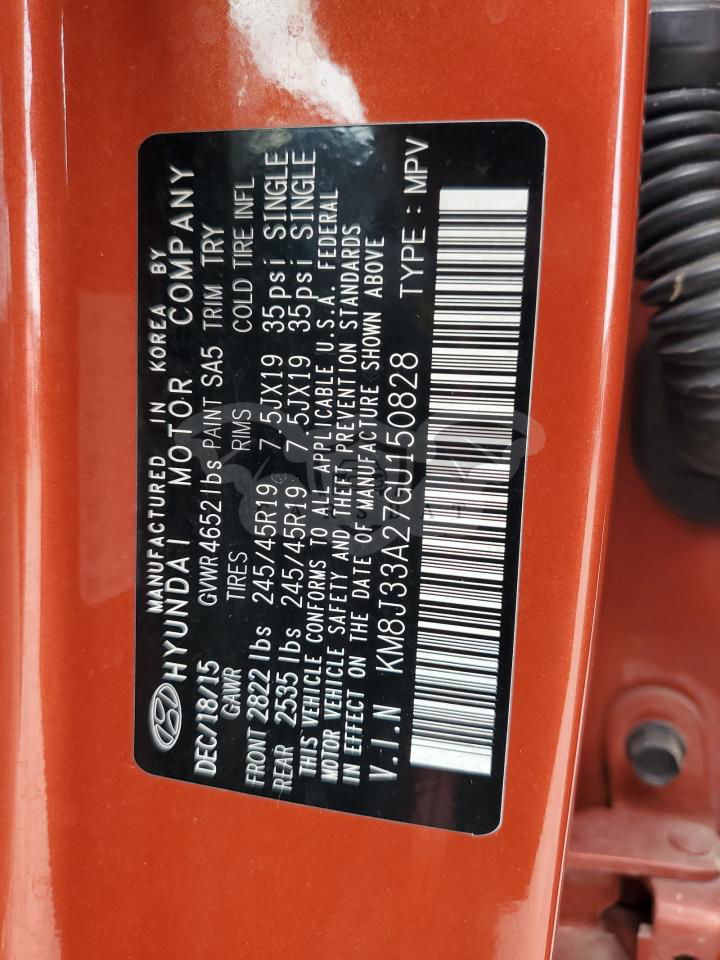 MANUFACTURED IN KOREA BY
HYUNDAI MOTOR COMPANY
DEC/18/15 GVWR4652lbs PAINT SA5 TRIM TRY
GAWR TIRES RIMS COLD TIRE INFL
FRONT 2822 lbs 245/45R19 7.5JX19 35psi SINGLE
REAR 2535 lbs 245/45R19 7.5JX19 35psi SINGLE
THIS VEHICLE CONFORMS TO ALL APPLICABLE U.S.A. FEDERAL
MOTOR VEHICLE SAFETY AND THEFT PREVENTION STANDARDS
IN EFFECT ON THE DATE OF MANUFACTURE SHOWN ABOVE
V.I.N KM8J33A27GU150828 TYPE : MPV